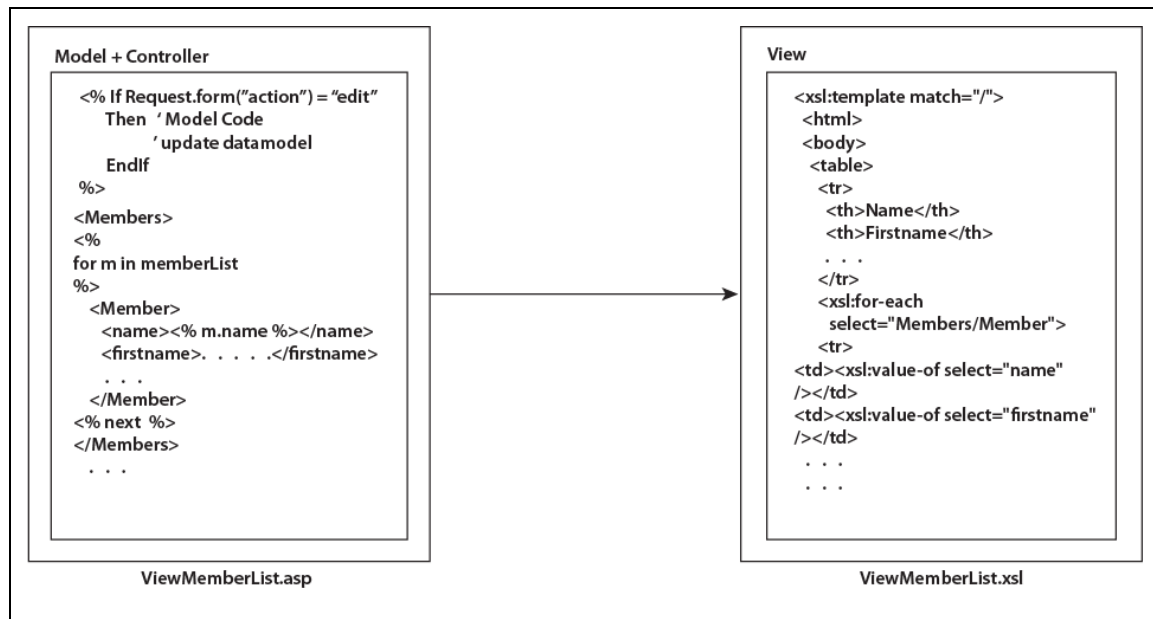 Model + Controller
<% If Request.form(”action”) = “edit”
Then ‘ Model Code
’ update datamodel
EndIf
%>
<Members>
<%
for m in memberList
%>
<Member>
<name><% m.name %></name>
<firstname>. . . . .</firstname>
. . .
</Member>
<% next %>
</Members>
. . .
ViewMemberList.asp
View
<xsl:template match="/">
<html>
<body>
<table>
<tr>
<th>Name</th>
<th>Firstname</th>
. . .
</tr>
<xsl:for-each
select="Members/Member">
<tr>
<td><xsl:value-of select="name"
/></td>
<td><xsl:value-of select="firstname"
/></td>
. . .
. . .
ViewMemberList.xsl